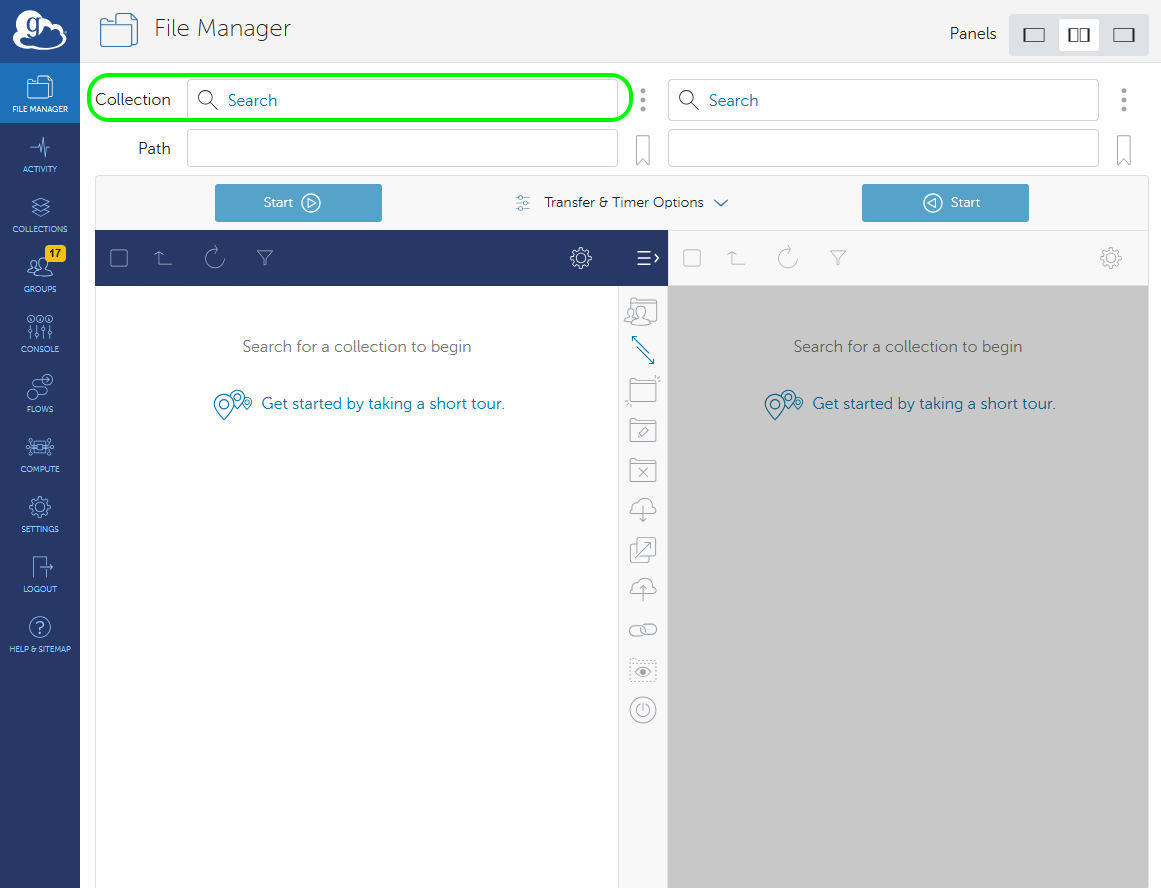 g
File Manager
Panels
FILE MANAGER
Collection
Search
Search
Path
ACTIVITY
Start
Transfer & Timer Options
Start
COLLECTIONS
17
GROUPS
CONSOLE
Search for a collection to begin
Search for a collection to begin
Get started by taking a short tour.
Get started by taking a short tour.
FLOWS
COMPUTE
SETTINGS
LOGOUT
?
HELP & SITEMAP